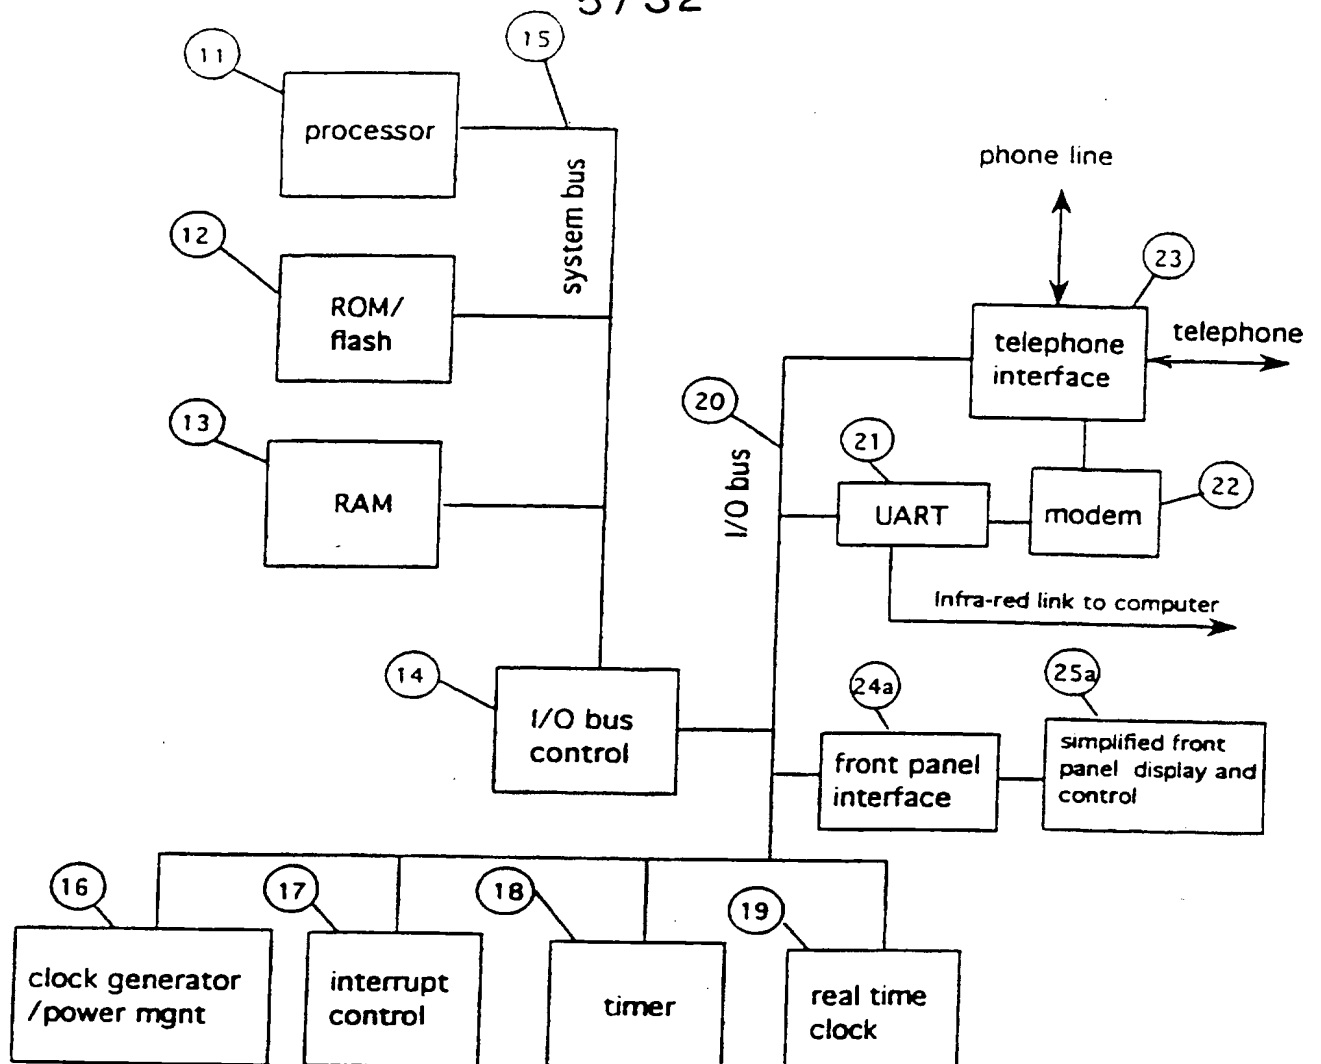 5/32
15
11
processor
system bus
phone line
12
ROM/
flash
23
telephone
interface
telephone
13
RAM
20
I/O bus
21
UART
22
modem
Infra-red link to computer
14
I/O bus
control
24a
front panel
interface
25a
simplified front
panel display and
control
16
clock generator
/power mgnt
17
interrupt
control
18
timer
19
real time
clock